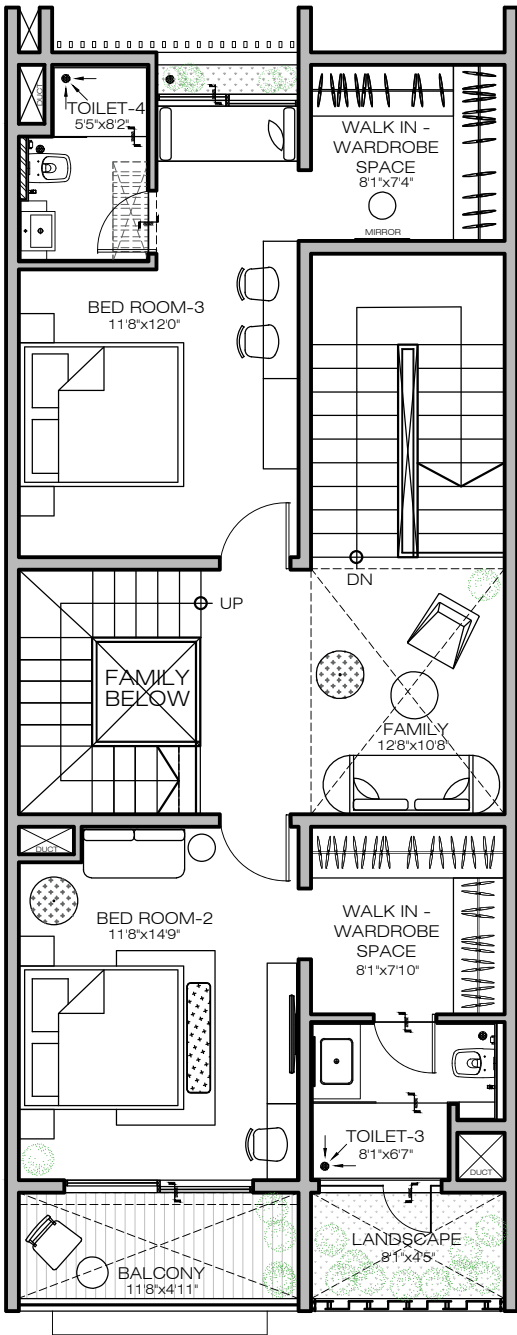 DUCT
TOILET-4
5'5"x8'2"
WALK IN -
WARDROBE
SPACE
8'1"x7'4"
MIRROR
BED ROOM-3
11'8"x12'0"
DN
UP
FAMILY
BELOW
FAMILY
12'8"x10'8"
DUCT
BED ROOM-2
11'8"x14'9"
WALK IN -
WARDROBE
SPACE
8'1"x7'10"
TOILET-3
8'1"x6'7"
DUCT
LANDSCAPE
8'1"x4'5"
BALCONY
11'8"x4'11"